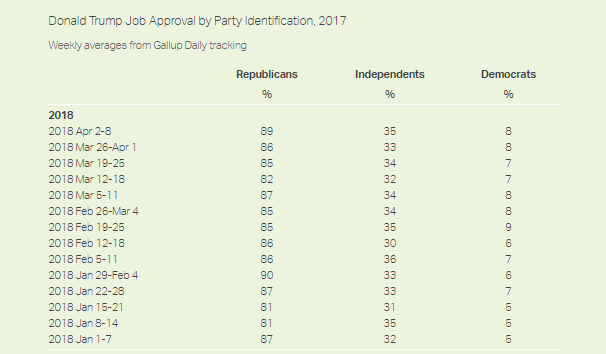 Donald Trump Job Approval by Party Identification, 2017
Weekly averages from Gallup Daily tracking
Republicans Independents Democrats
% % %
2018
2018 Apr 2-8 89 35 8
2018 Mar 26-Apr 1 86 33 8
2018 Mar 19-25 85 34 7
2018 Mar 12-18 82 32 7
2018 Mar 5-11 87 34 8
2018 Feb 26-Mar 4 85 34 8
2018 Feb 19-25 85 35 9
2018 Feb 12-18 86 30 6
2018 Feb 5-11 86 36 7
2018 Jan 29-Feb 4 90 33 6
2018 Jan 22-28 87 33 7
2018 Jan 15-21 81 31 5
2018 Jan 8-14 81 35 5
2018 Jan 1-7 87 32 5